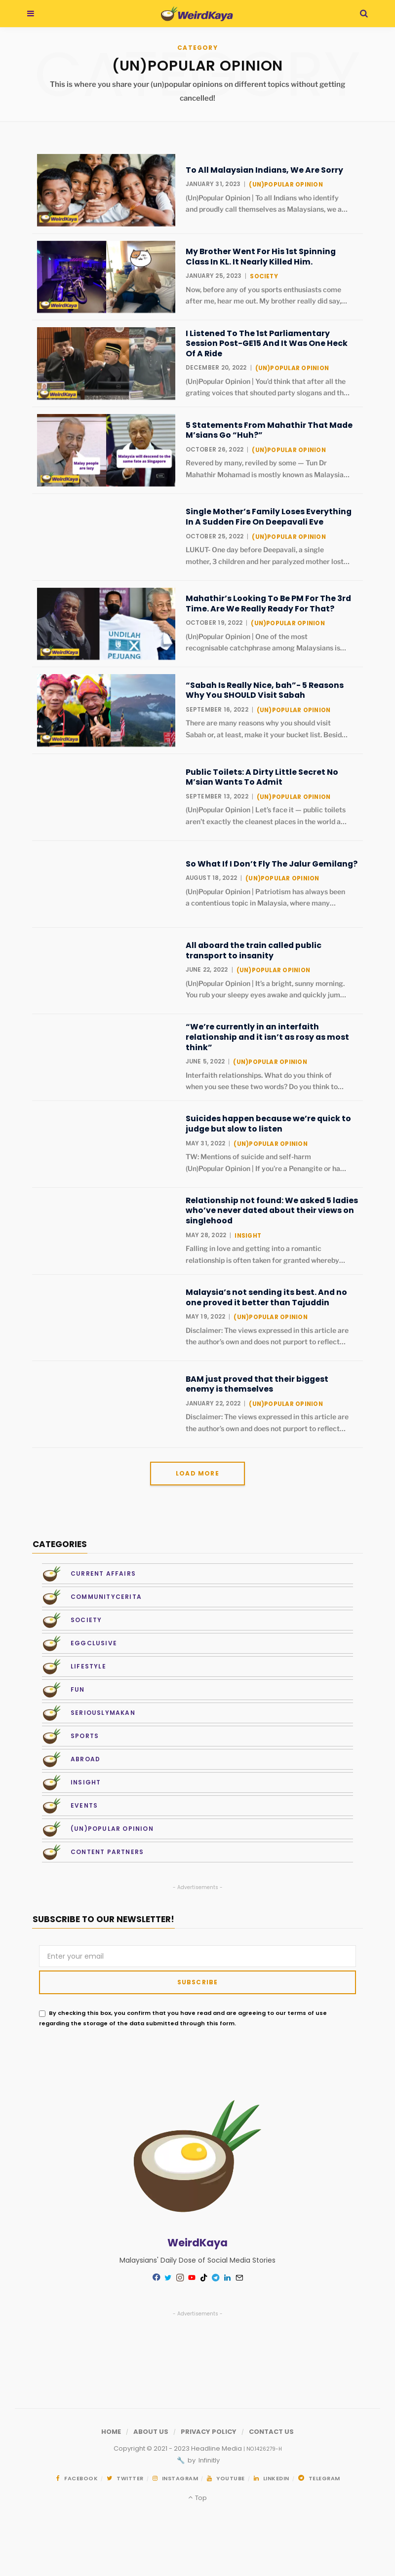 WeirdKaya
CATEGORY
(UN)POPULAR OPINION
This is where you share your (un)popular opinions on different topics without getting
cancelled!
To All Malaysian Indians, We Are Sorry
JANUARY 31, 2023 | (UN)POPULAR OPINION
(Un)Popular Opinion | To all Indians who identify
and proudly call themselves as Malaysians, we a…
WeirdKaya
My Brother Went For His 1st Spinning
Class In KL. It Nearly Killed Him.
JANUARY 25, 2023 | SOCIETY
Now, before any of you sports enthusiasts come
after me, hear me out. My brother really did say,…
WeirdKaya
I Listened To The 1st Parliamentary
Session Post-GE15 And It Was One Heck
Of A Ride
DECEMBER 20, 2022 | (UN)POPULAR OPINION
(Un)Popular Opinion | You'd think that after all the
grating voices that shouted party slogans and th…
WeirdKaya
5 Statements From Mahathir That Made
M'sians Go "Huh?"
OCTOBER 26, 2022 | (UN)POPULAR OPINION
Revered by many, reviled by some — Tun Dr
Mahathir Mohamad is mostly known as Malaysia…
Malay people
are lazy
Malaysia will descend to the
same fate as Singapore
WeirdKaya
Single Mother's Family Loses Everything
In A Sudden Fire On Deepavali Eve
OCTOBER 25, 2022 | (UN)POPULAR OPINION
LUKUT- One day before Deepavali, a single
mother, 3 children and her paralyzed mother lost…
Mahathir's Looking To Be PM For The 3rd
Time. Are We Really Ready For That?
OCTOBER 19, 2022 | (UN)POPULAR OPINION
(Un)Popular Opinion | One of the most
recognisable catchphrase among Malaysians is…
UNDILAH
PEJUANG
WeirdKaya
"Sabah Is Really Nice, bah"- 5 Reasons
Why You SHOULD Visit Sabah
SEPTEMBER 16, 2022 | (UN)POPULAR OPINION
There are many reasons why you should visit
Sabah or, at least, make it your bucket list. Besid…
WeirdKaya
Public Toilets: A Dirty Little Secret No
M'sian Wants To Admit
SEPTEMBER 13, 2022 | (UN)POPULAR OPINION
(Un)Popular Opinion | Let's face it — public toilets
aren't exactly the cleanest places in the world a…
So What If I Don't Fly The Jalur Gemilang?
AUGUST 18, 2022 | (UN)POPULAR OPINION
(Un)Popular Opinion | Patriotism has always been
a contentious topic in Malaysia, where many…
All aboard the train called public
transport to insanity
JUNE 22, 2022 | (UN)POPULAR OPINION
(Un)Popular Opinion | It's a bright, sunny morning.
You rub your sleepy eyes awake and quickly jum…
"We're currently in an interfaith
relationship and it isn't as rosy as most
think"
JUNE 5, 2022 | (UN)POPULAR OPINION
Interfaith relationships. What do you think of
when you see these two words? Do you think to…
Suicides happen because we're quick to
judge but slow to listen
MAY 31, 2022 | (UN)POPULAR OPINION
TW: Mentions of suicide and self-harm
(Un)Popular Opinion | If you're a Penangite or ha…
Relationship not found: We asked 5 ladies
who've never dated about their views on
singlehood
MAY 28, 2022 | INSIGHT
Falling in love and getting into a romantic
relationship is often taken for granted whereby…
Malaysia's not sending its best. And no
one proved it better than Tajuddin
MAY 19, 2022 | (UN)POPULAR OPINION
Disclaimer: The views expressed in this article are
the author's own and does not purport to reflect…
BAM just proved that their biggest
enemy is themselves
JANUARY 22, 2022 | (UN)POPULAR OPINION
Disclaimer: The views expressed in this article are
the author's own and does not purport to reflect…
LOAD MORE
CATEGORIES
CURRENT AFFAIRS
COMMUNITYCERITA
SOCIETY
EGGCLUSIVE
LIFESTYLE
FUN
SERIOUSLYMAKAN
SPORTS
ABROAD
INSIGHT
EVENTS
(UN)POPULAR OPINION
CONTENT PARTNERS
- Advertisements -
SUBSCRIBE TO OUR NEWSLETTER!
Enter your email
SUBSCRIBE
By checking this box, you confirm that you have read and are agreeing to our terms of use
regarding the storage of the data submitted through this form.
WeirdKaya
Malaysians' Daily Dose of Social Media Stories
- Advertisements -
HOME / ABOUT US / PRIVACY POLICY / CONTACT US
Copyright © 2021 - 2023 Headline Media | NO.1426279-H
by Infinitly
FACEBOOK / TWITTER / INSTAGRAM / YOUTUBE / LINKEDIN / TELEGRAM
Top